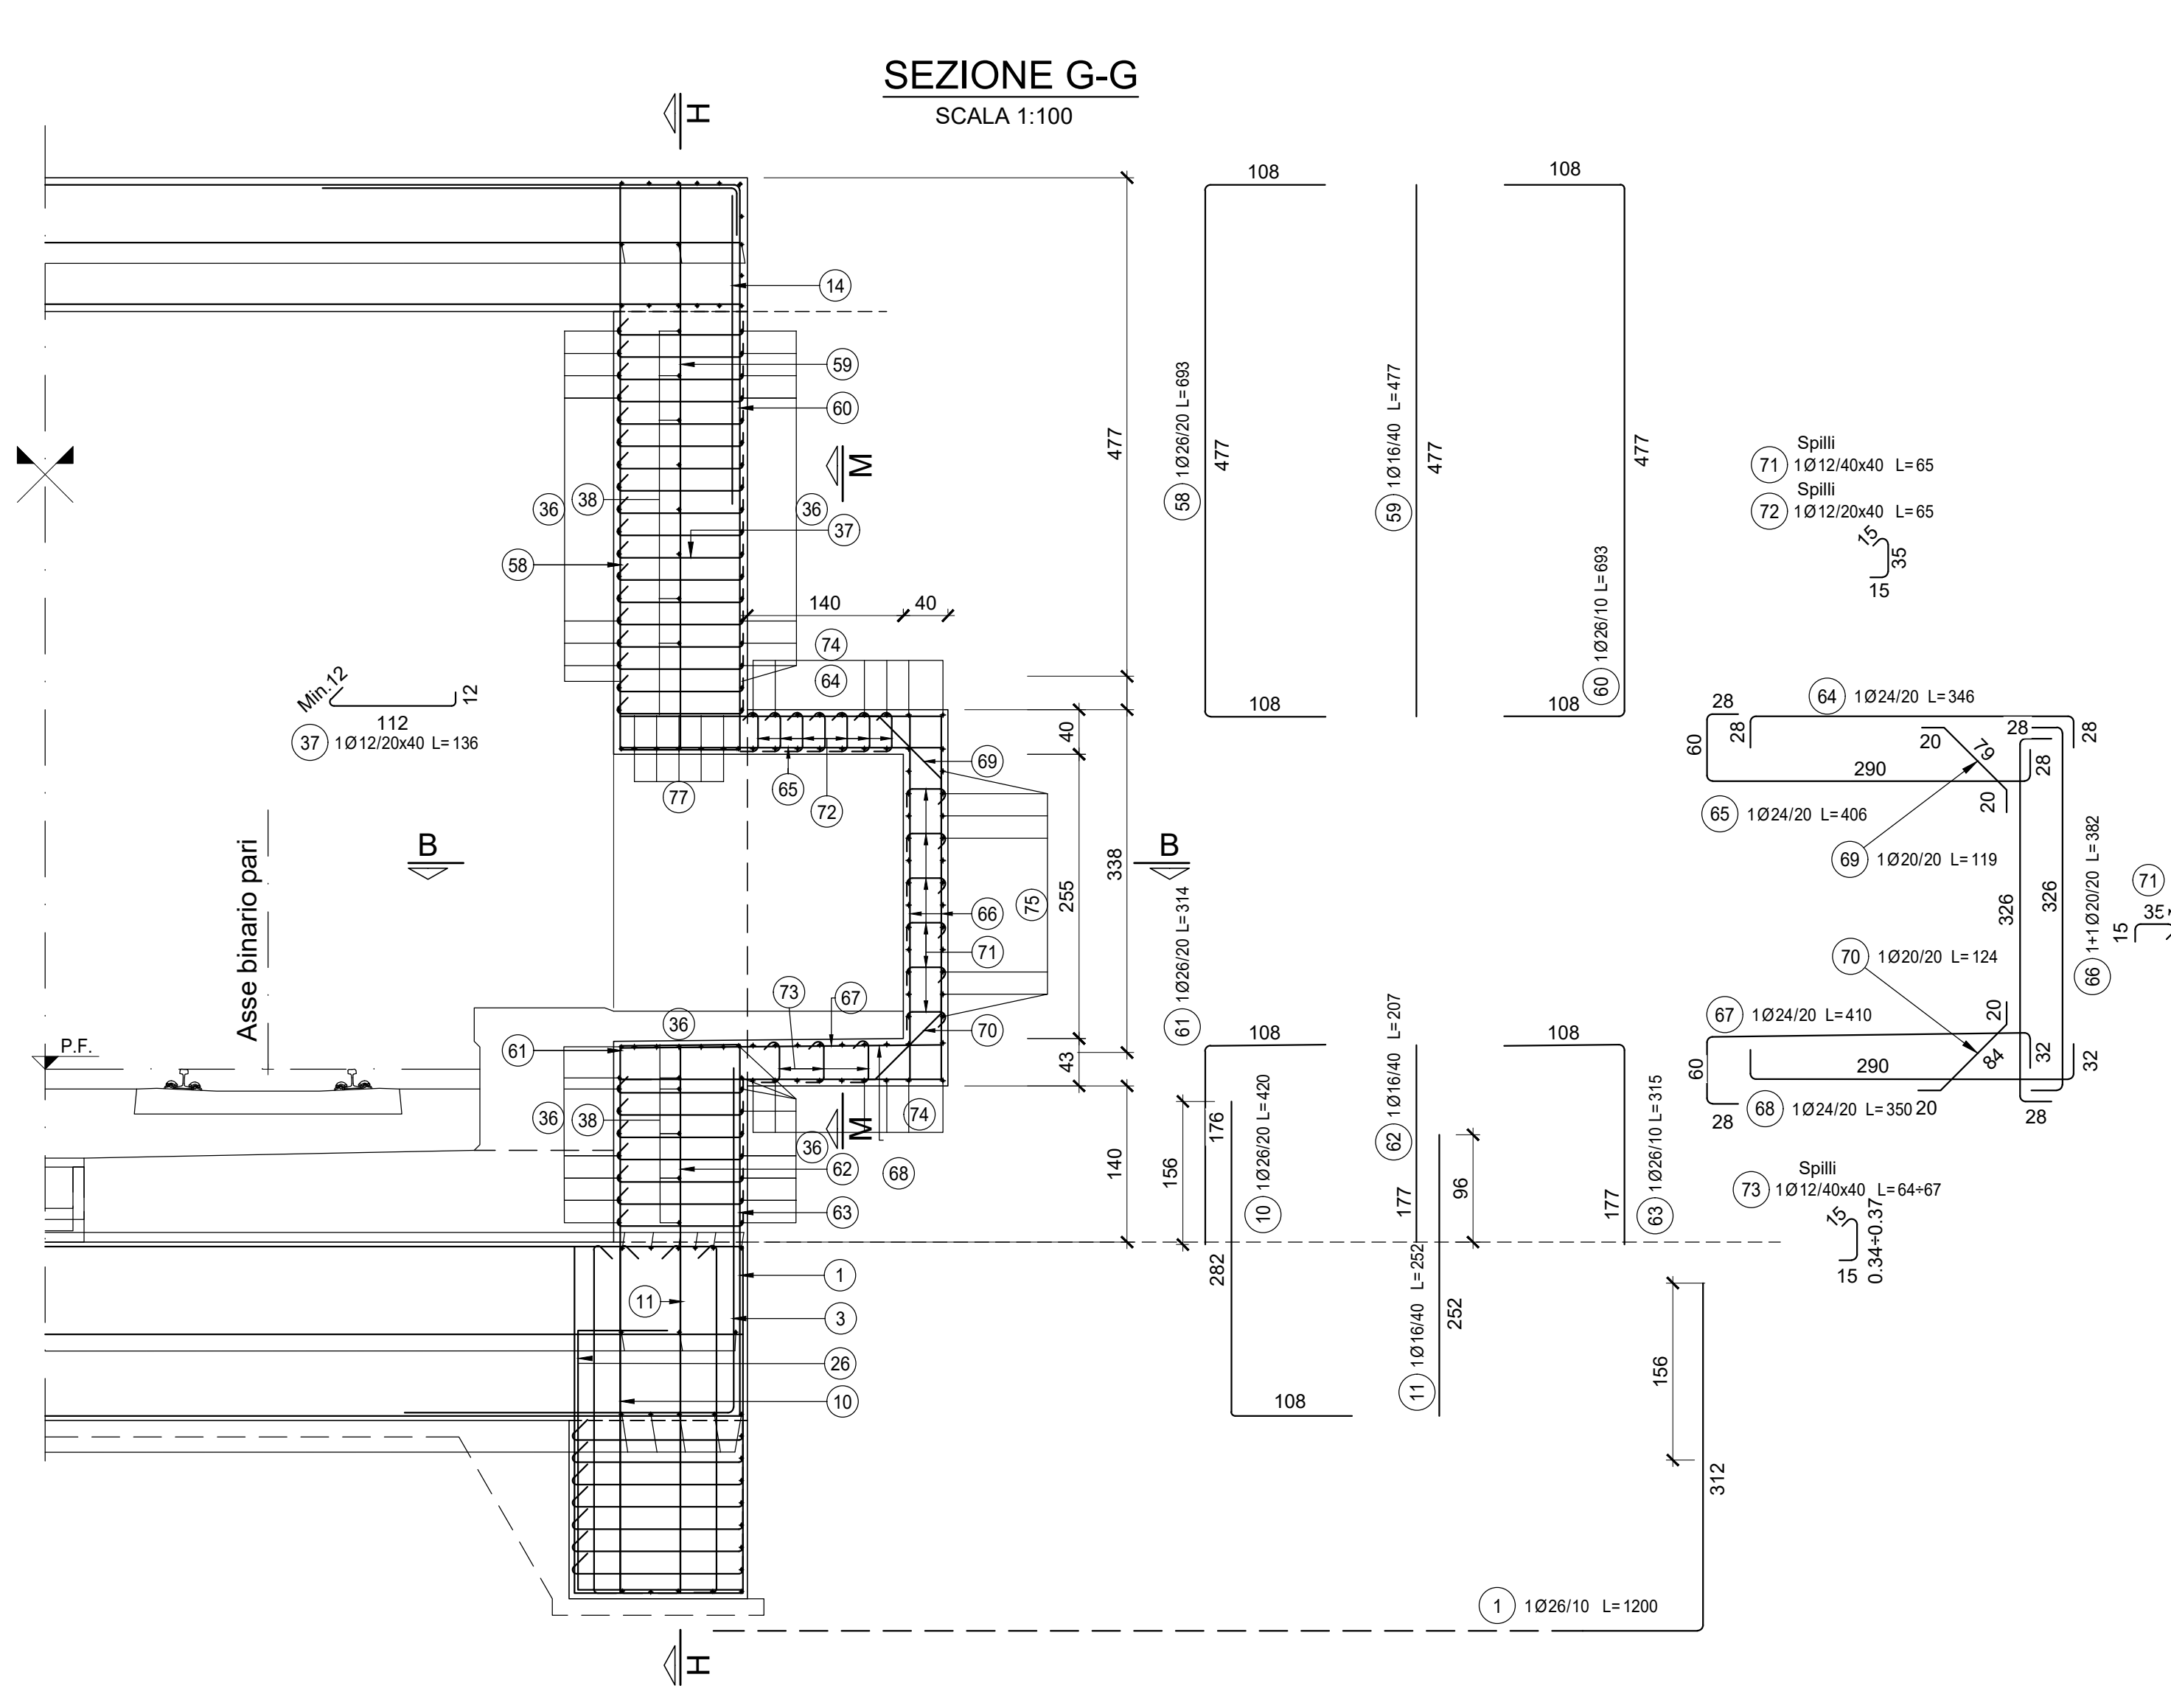 SEZIONE G-G
SCALA 1:100
H
14
59
60
M
36
38
36
37
58
140
40
74
64
477
Min.12
12
112
37 1Ø12/20x40 L=136
77
65
72
69
40
B
B
Asse binario pari
338
255
75
66
71
73
67
70
43
36
61
P.F.
36
38
36
M
74
68
62
63
140
1
11
3
26
10
H
108
58 1Ø26/20 L=693
477
108
59 1Ø16/40 L=477
477
108
60 1Ø26/10 L=693
477
108
Spilli
71 1Ø12/40x40 L=65
Spilli
72 1Ø12/20x40 L=65
15
35
15
64 1Ø24/20 L=346
28
28
28
60
290
65 1Ø24/20 L=406
20
79
20
28
28
69 1Ø20/20 L=119
326
326
66 1+1Ø20/20 L=382
71
35
15
70 1Ø20/20 L=124
67 1Ø24/20 L=410
20
84
60
290
32
32
28
68 1Ø24/20 L=350
20
28
Spilli
73 1Ø12/40x40 L=64÷67
15
0.34÷0.37
15
61 1Ø26/20 L=314
108
176
156
10 1Ø26/20 L=420
282
108
62 1Ø16/40 L=207
177
11 1Ø16/40 L=252
96
252
108
177
63 1Ø26/10 L=315
156
312
1 1Ø26/10 L=1200